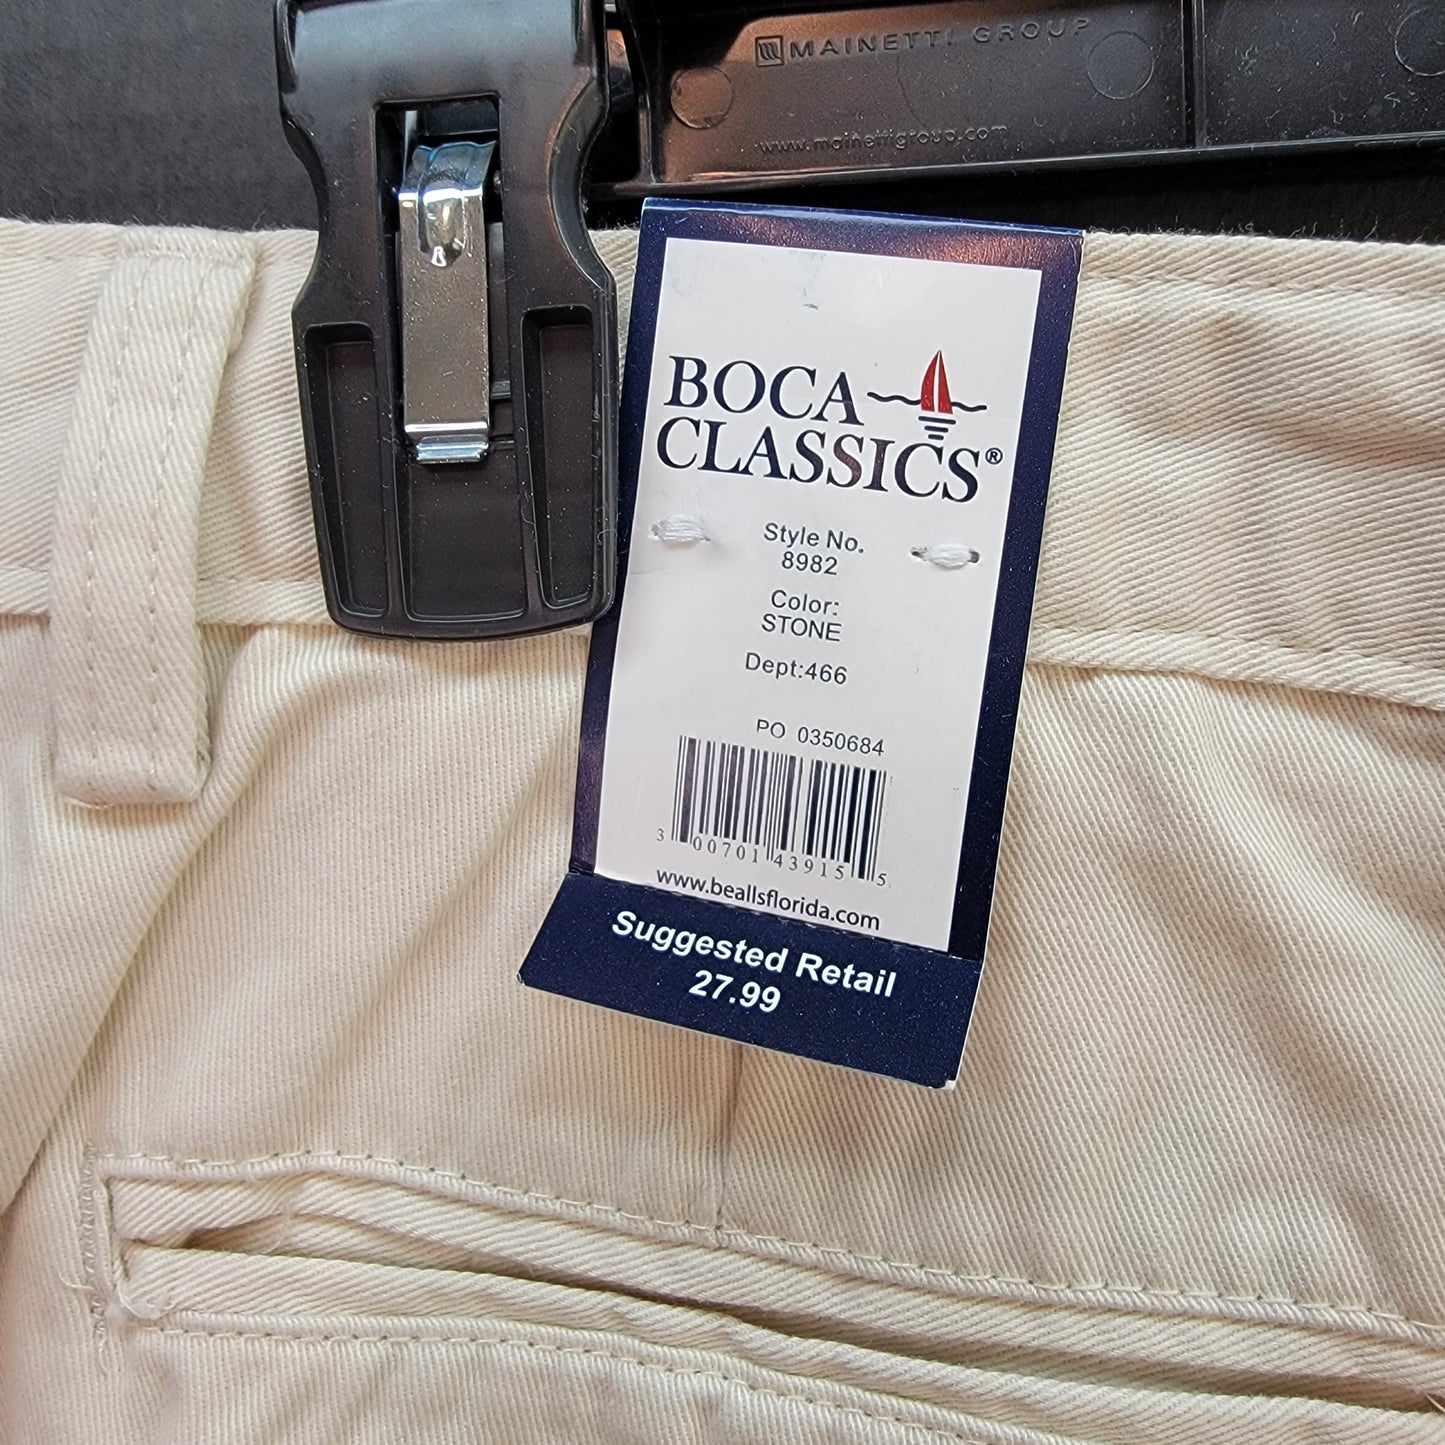 MAINETTI GROUP
www.mainettigroup.com
BOCA
CLASSICS®
Style No.
8982
Color:
STONE
Dept:466
PO 0350684
3 00701 43915 5
www.beallsflorida.com
Suggested Retail
27.99